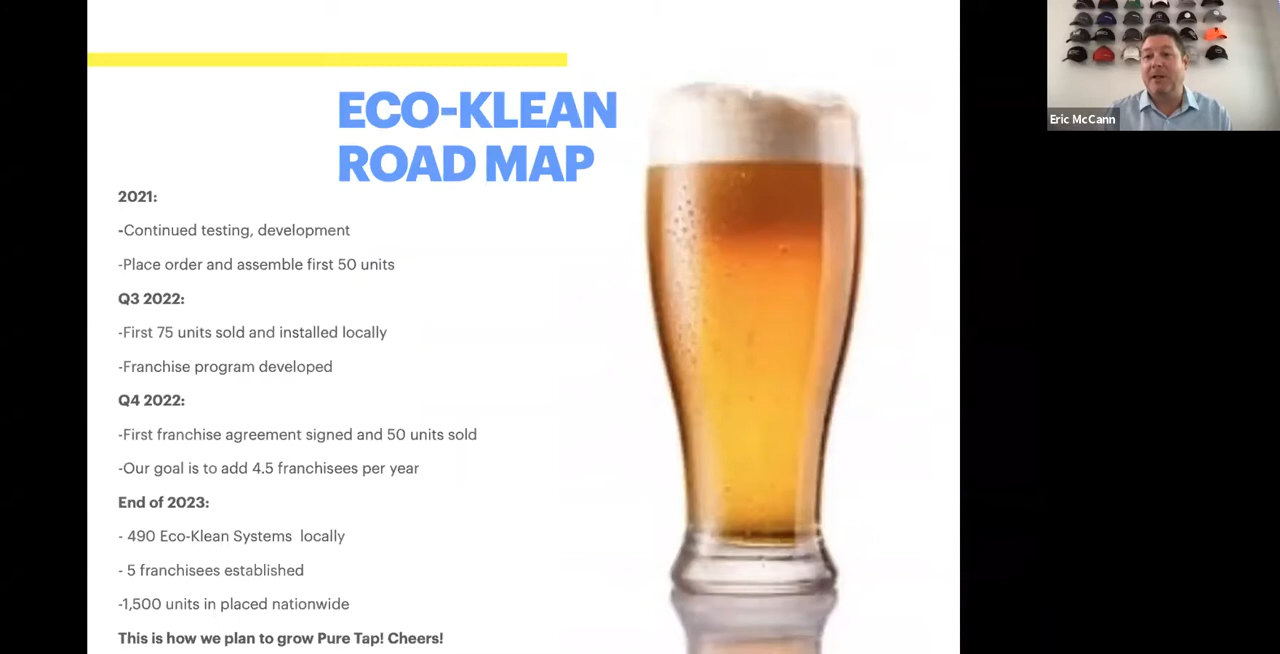 ECO-KLEAN
ROAD MAP
2021:
-Continued testing, development
-Place order and assemble first 50 units
Q3 2022:
-First 75 units sold and installed locally
-Franchise program developed
Q4 2022:
-First franchise agreement signed and 50 units sold
-Our goal is to add 4.5 franchisees per year
End of 2023:
- 490 Eco-Klean Systems  locally
- 5 franchisees established
-1,500 units in placed nationwide
This is how we plan to grow Pure Tap! Cheers!
Eric McCann